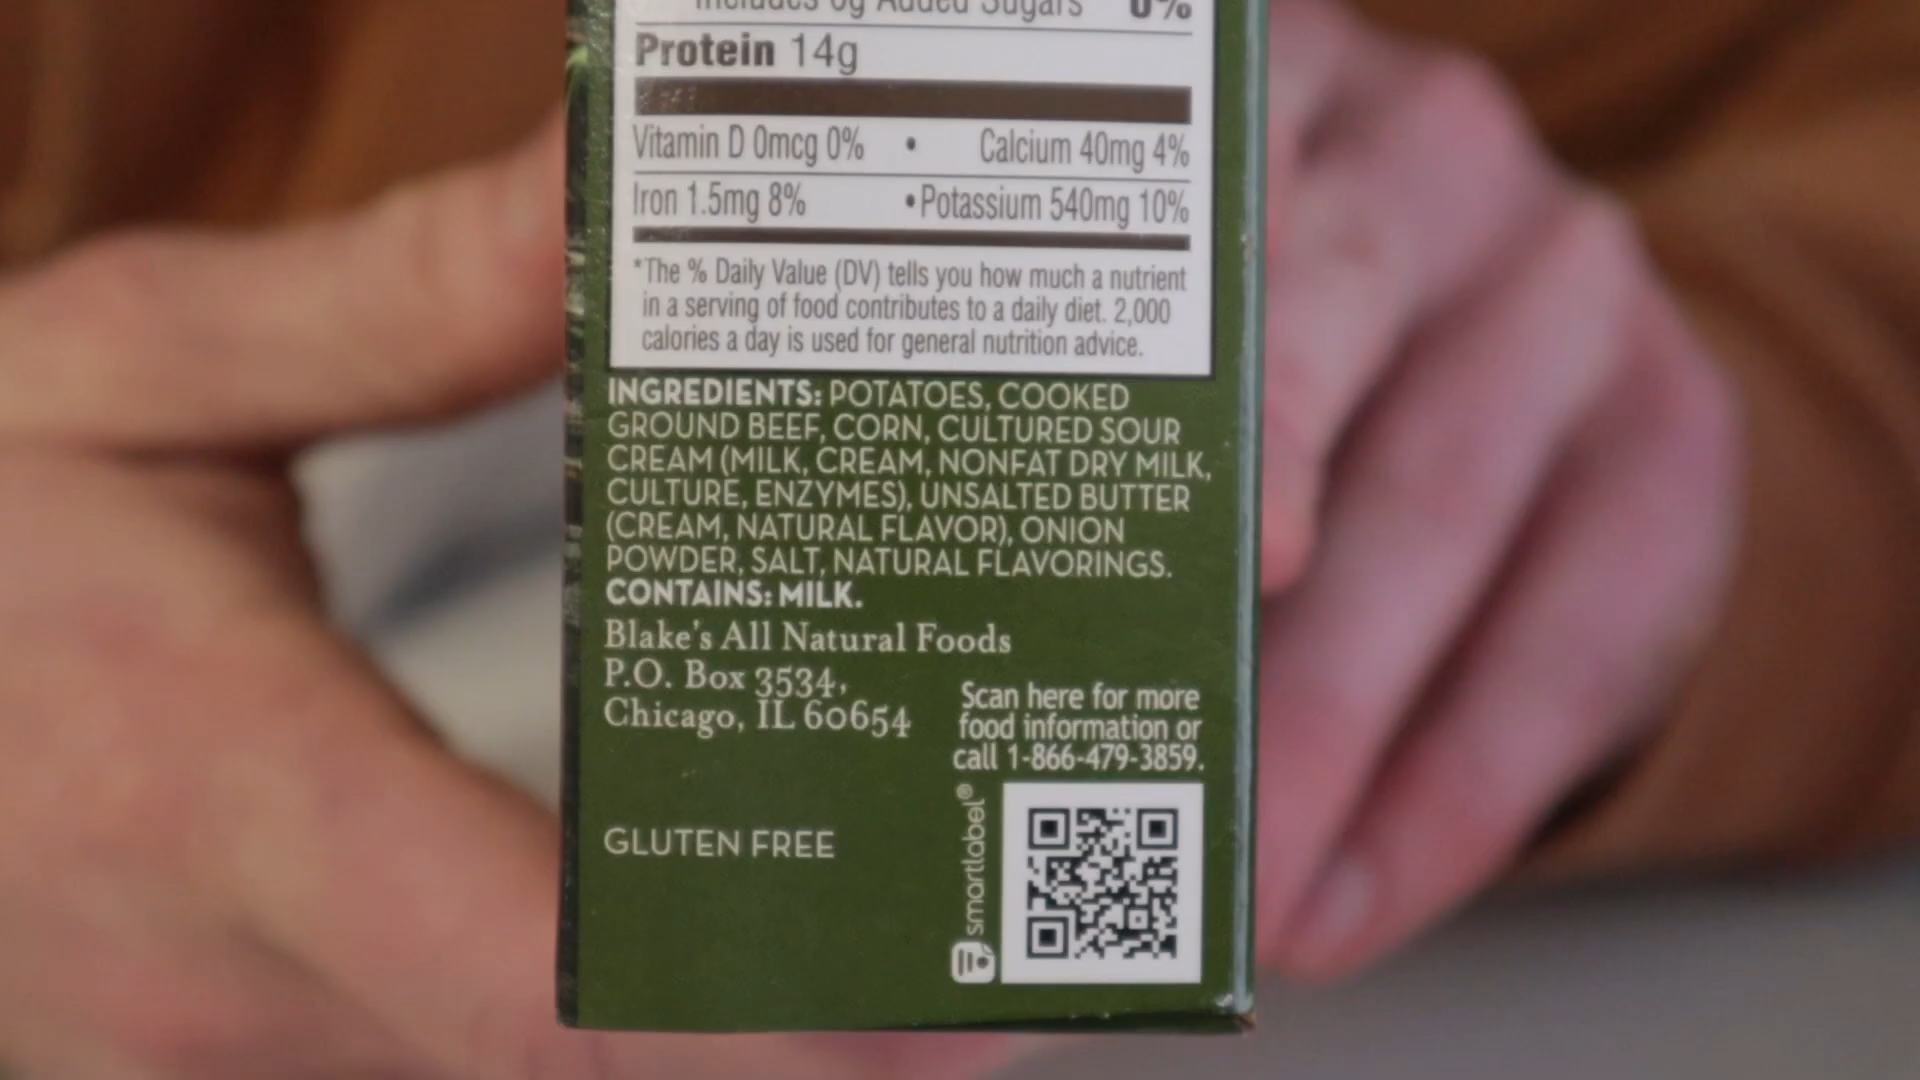 Includes 0g Added Sugars 0%
Protein 14g
Vitamin D 0mcg 0% • Calcium 40mg 4%
Iron 1.5mg 8% • Potassium 540mg 10%
*The % Daily Value (DV) tells you how much a nutrient
in a serving of food contributes to a daily diet. 2,000
calories a day is used for general nutrition advice.
INGREDIENTS: POTATOES, COOKED
GROUND BEEF, CORN, CULTURED SOUR
CREAM (MILK, CREAM, NONFAT DRY MILK,
CULTURE, ENZYMES), UNSALTED BUTTER
(CREAM, NATURAL FLAVOR), ONION
POWDER, SALT, NATURAL FLAVORINGS.
CONTAINS: MILK.
Blake's All Natural Foods
P.O. Box 3534,
Chicago, IL 60654
Scan here for more
food information or
call 1-866-479-3859.
smartlabel®
GLUTEN FREE